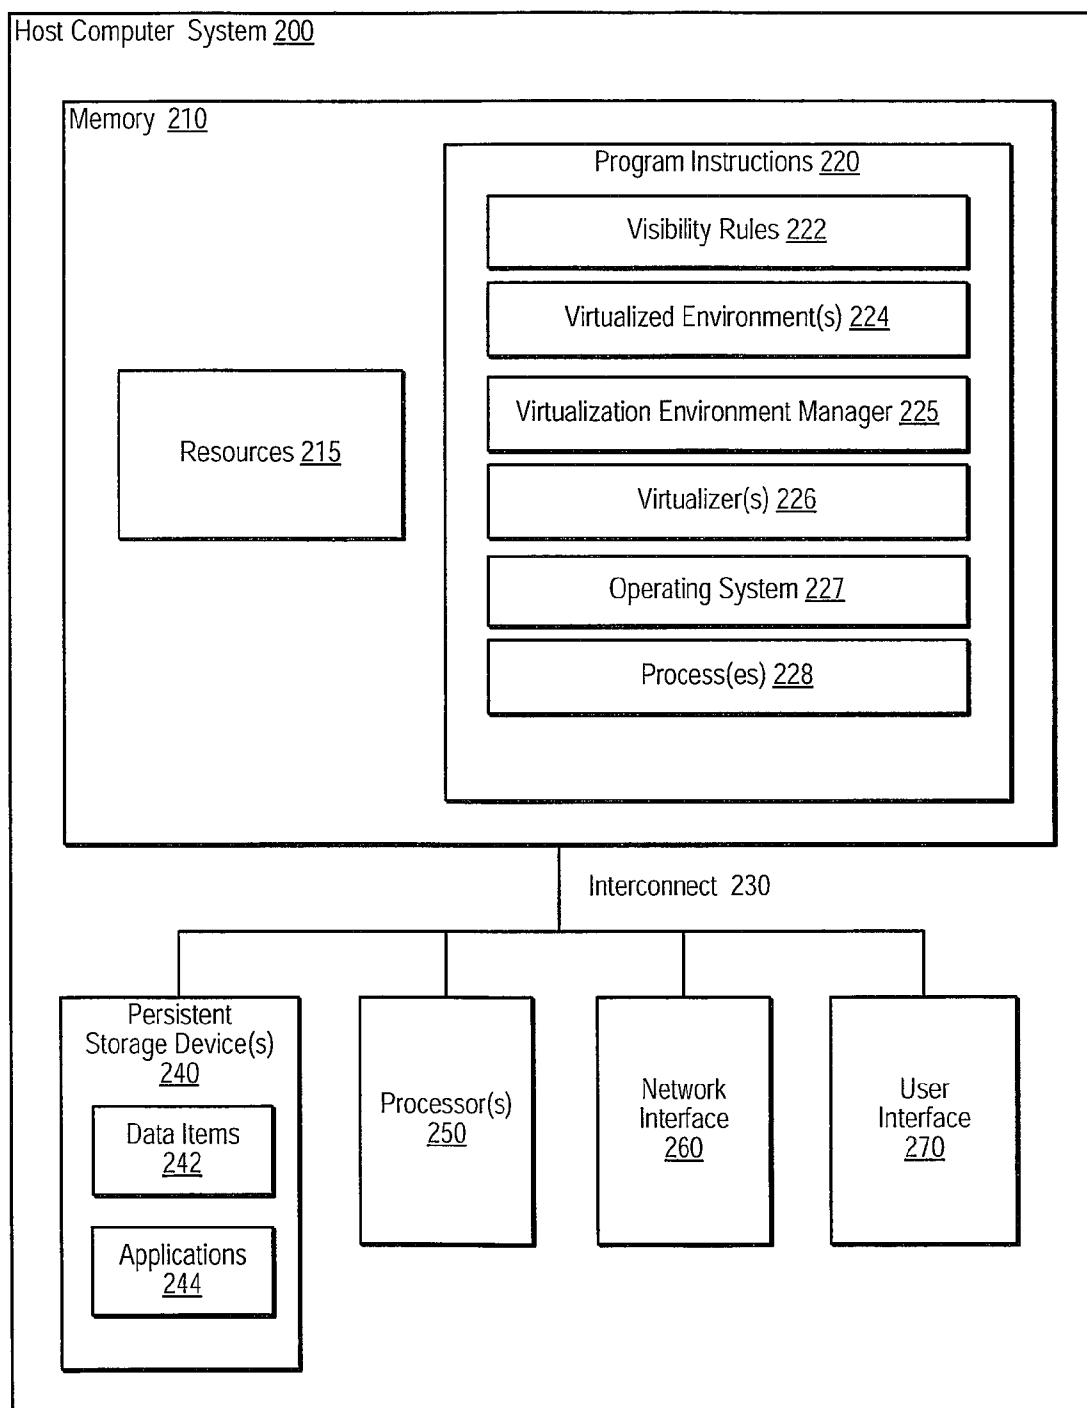 Host Computer System 200
Memory 210
Program Instructions 220
Visibility Rules 222
Virtualized Environment(s) 224
Virtualization Environment Manager 225
Virtualizer(s) 226
Operating System 227
Process(es) 228
Resources 215
Interconnect 230
Persistent
Storage Device(s)
240
Data Items
242
Applications
244
Processor(s)
250
Network
Interface
260
User
Interface
270